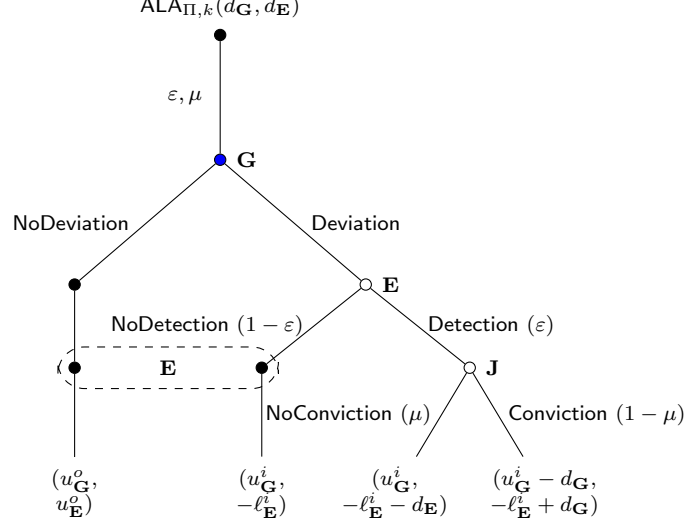 ALA_{Π,k}(d_G, d_E)
ε, μ
G
NoDeviation
Deviation
E
NoDetection (1 − ε)
Detection (ε)
E
J
NoConviction (μ)
Conviction (1 − μ)
(u^o_G, (u^i_G, (u^i_G, (u^i_G − d_G,
u^o_E) −ℓ^i_E) −ℓ^i_E − d_E) −ℓ^i_E + d_G)